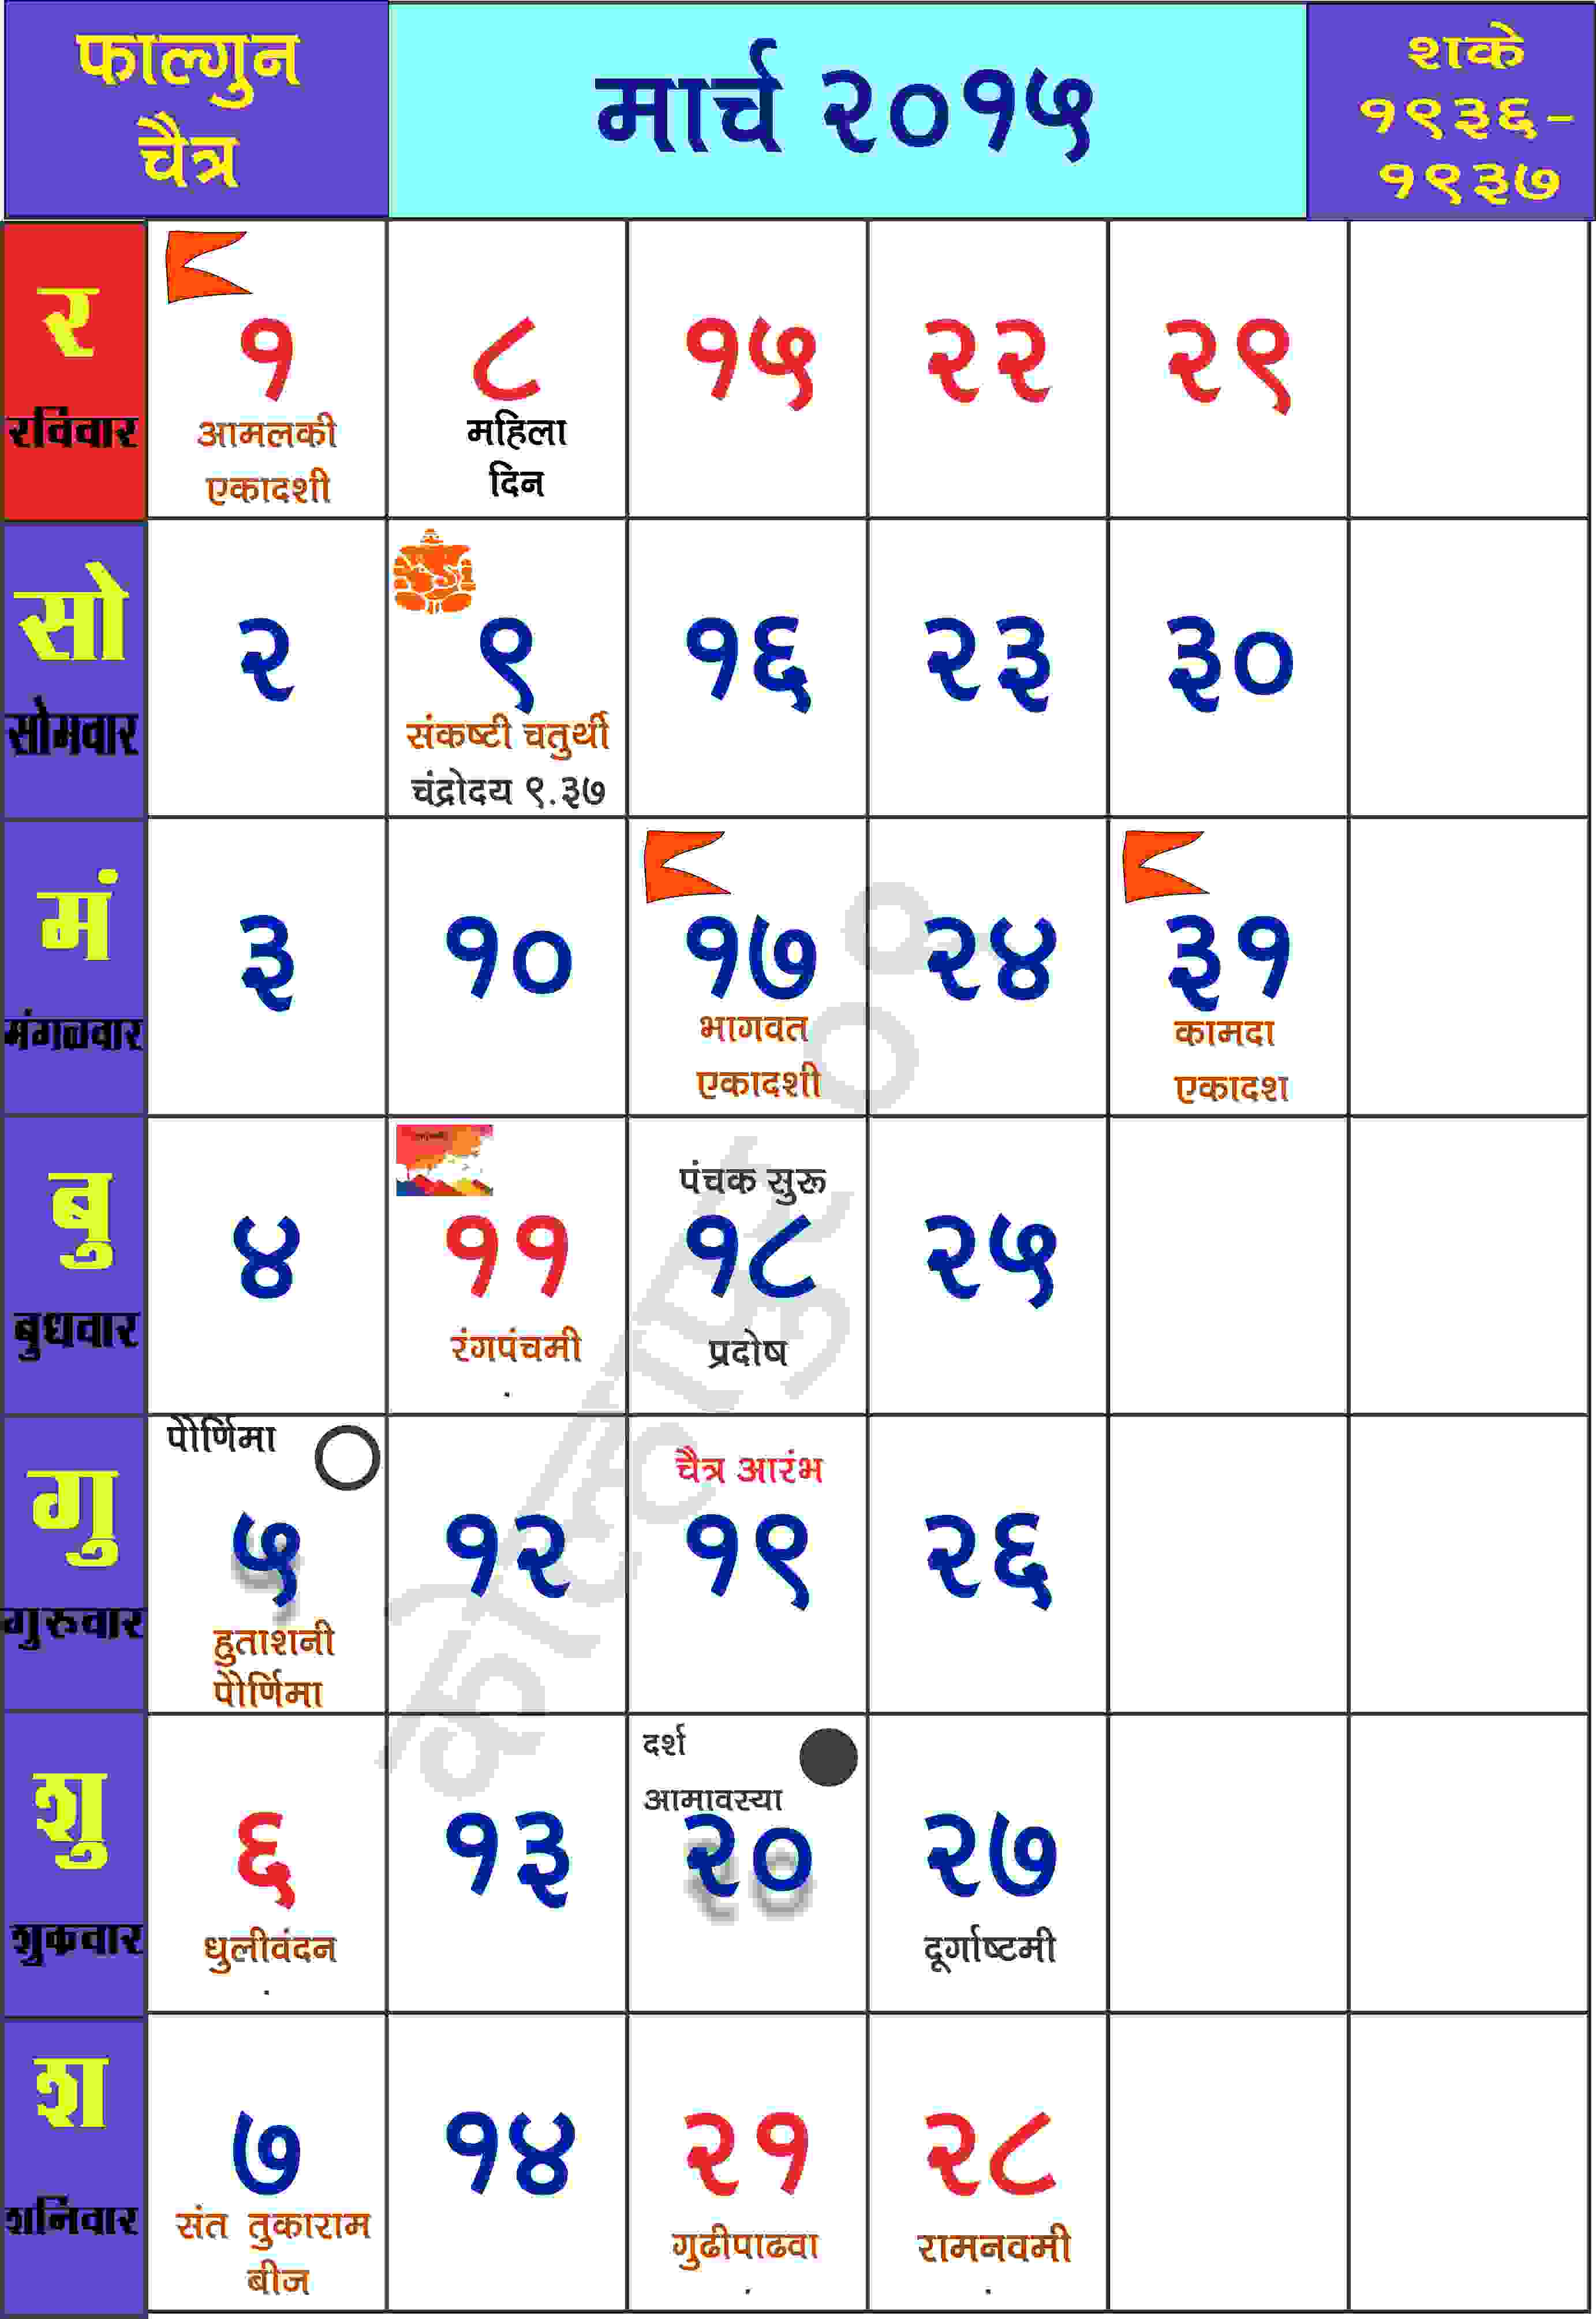 फाल्गुन
चैत्र
मार्च २०१५
शके
१९३६-
१९३७
र
रविवार
१
आमलकी
एकादशी
८
महिला
दिन
१५
२२
२९
सो
सोमवार
२
९
संकष्टी चतुर्थी
चंद्रोदय ९.३७
१६
२३
३०
मं
मंगळवार
३
१०
१७
भागवत
एकादशी
२४
३१
कामदा
एकादश
बु
बुधवार
४
११
रंगपंचमी
.
पंचक सुरू
१८
प्रदोष
२५
गु
गुरुवार
पौर्णिमा
५
हुताशनी
पौर्णिमा
१२
चैत्र आरंभ
१९
२६
शु
शुक्रवार
६
धुलीवंदन
.
१३
दर्श
आमावस्या
२०
२७
दूर्गाष्टमी
श
शनिवार
७
संत तुकाराम
बीज
१४
२१
गुढीपाढवा
.
२८
रामनवमी
.